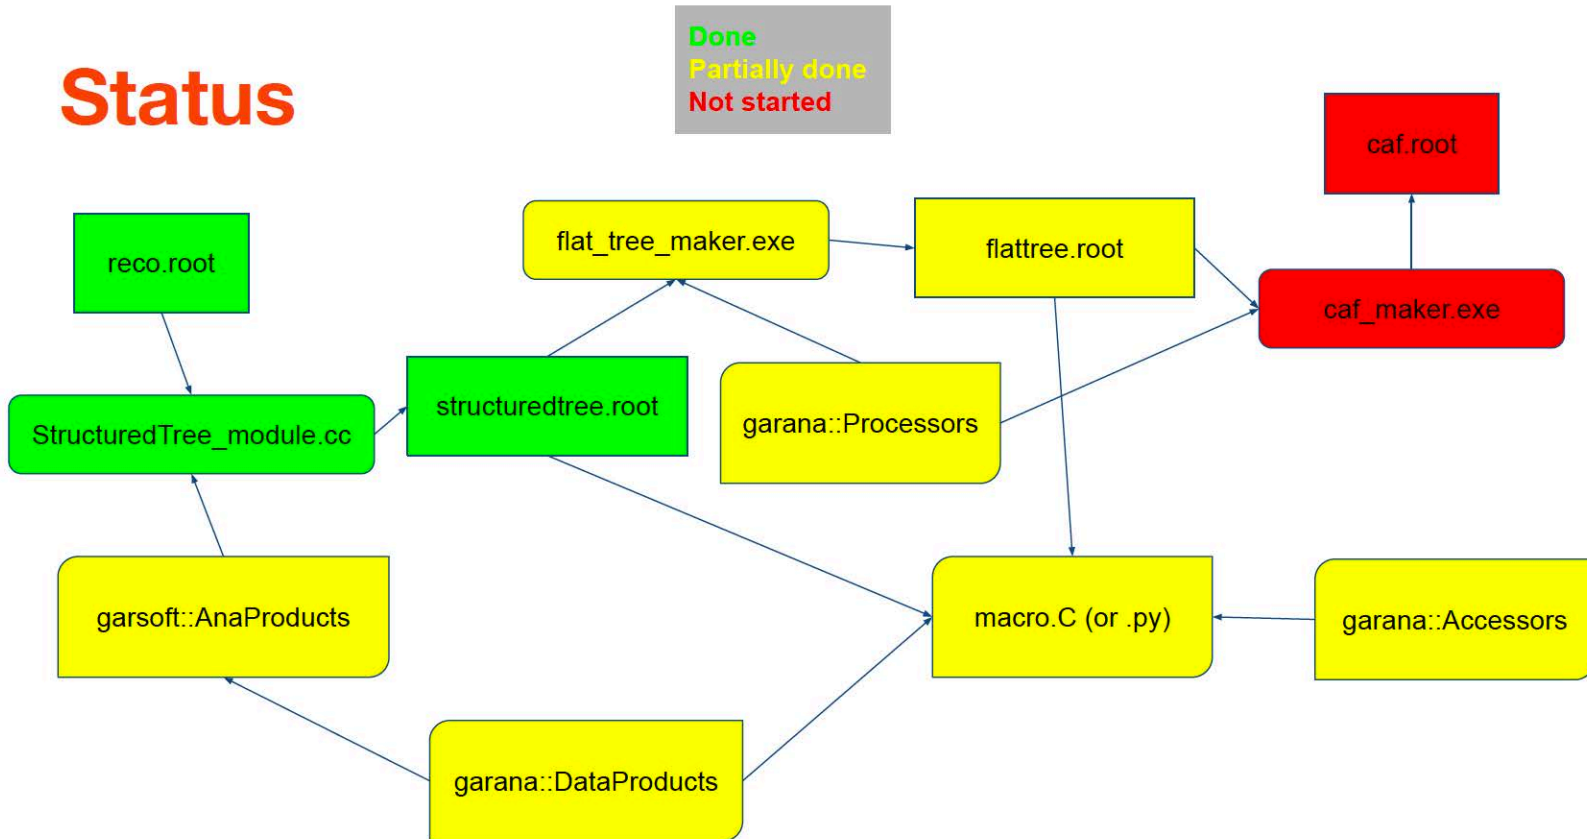 Status
Done
Partially done
Not started
caf.root
reco.root
flat_tree_maker.exe
flattree.root
caf_maker.exe
StructuredTree_module.cc
structuredtree.root
garana::Processors
garsoft::AnaProducts
macro.C (or .py)
garana::Accessors
garana::DataProducts